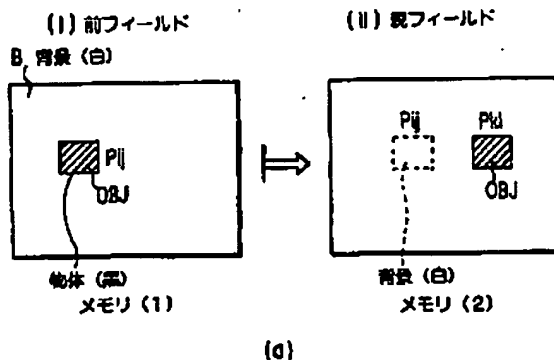 (i) 前フィールド
(ii) 現フィールド
B 背景 (白)
Pij
OBJ
物体 (黒)
メモリ (1)
Pij
Pkl
OBJ
背景 (白)
メモリ (2)
(a)